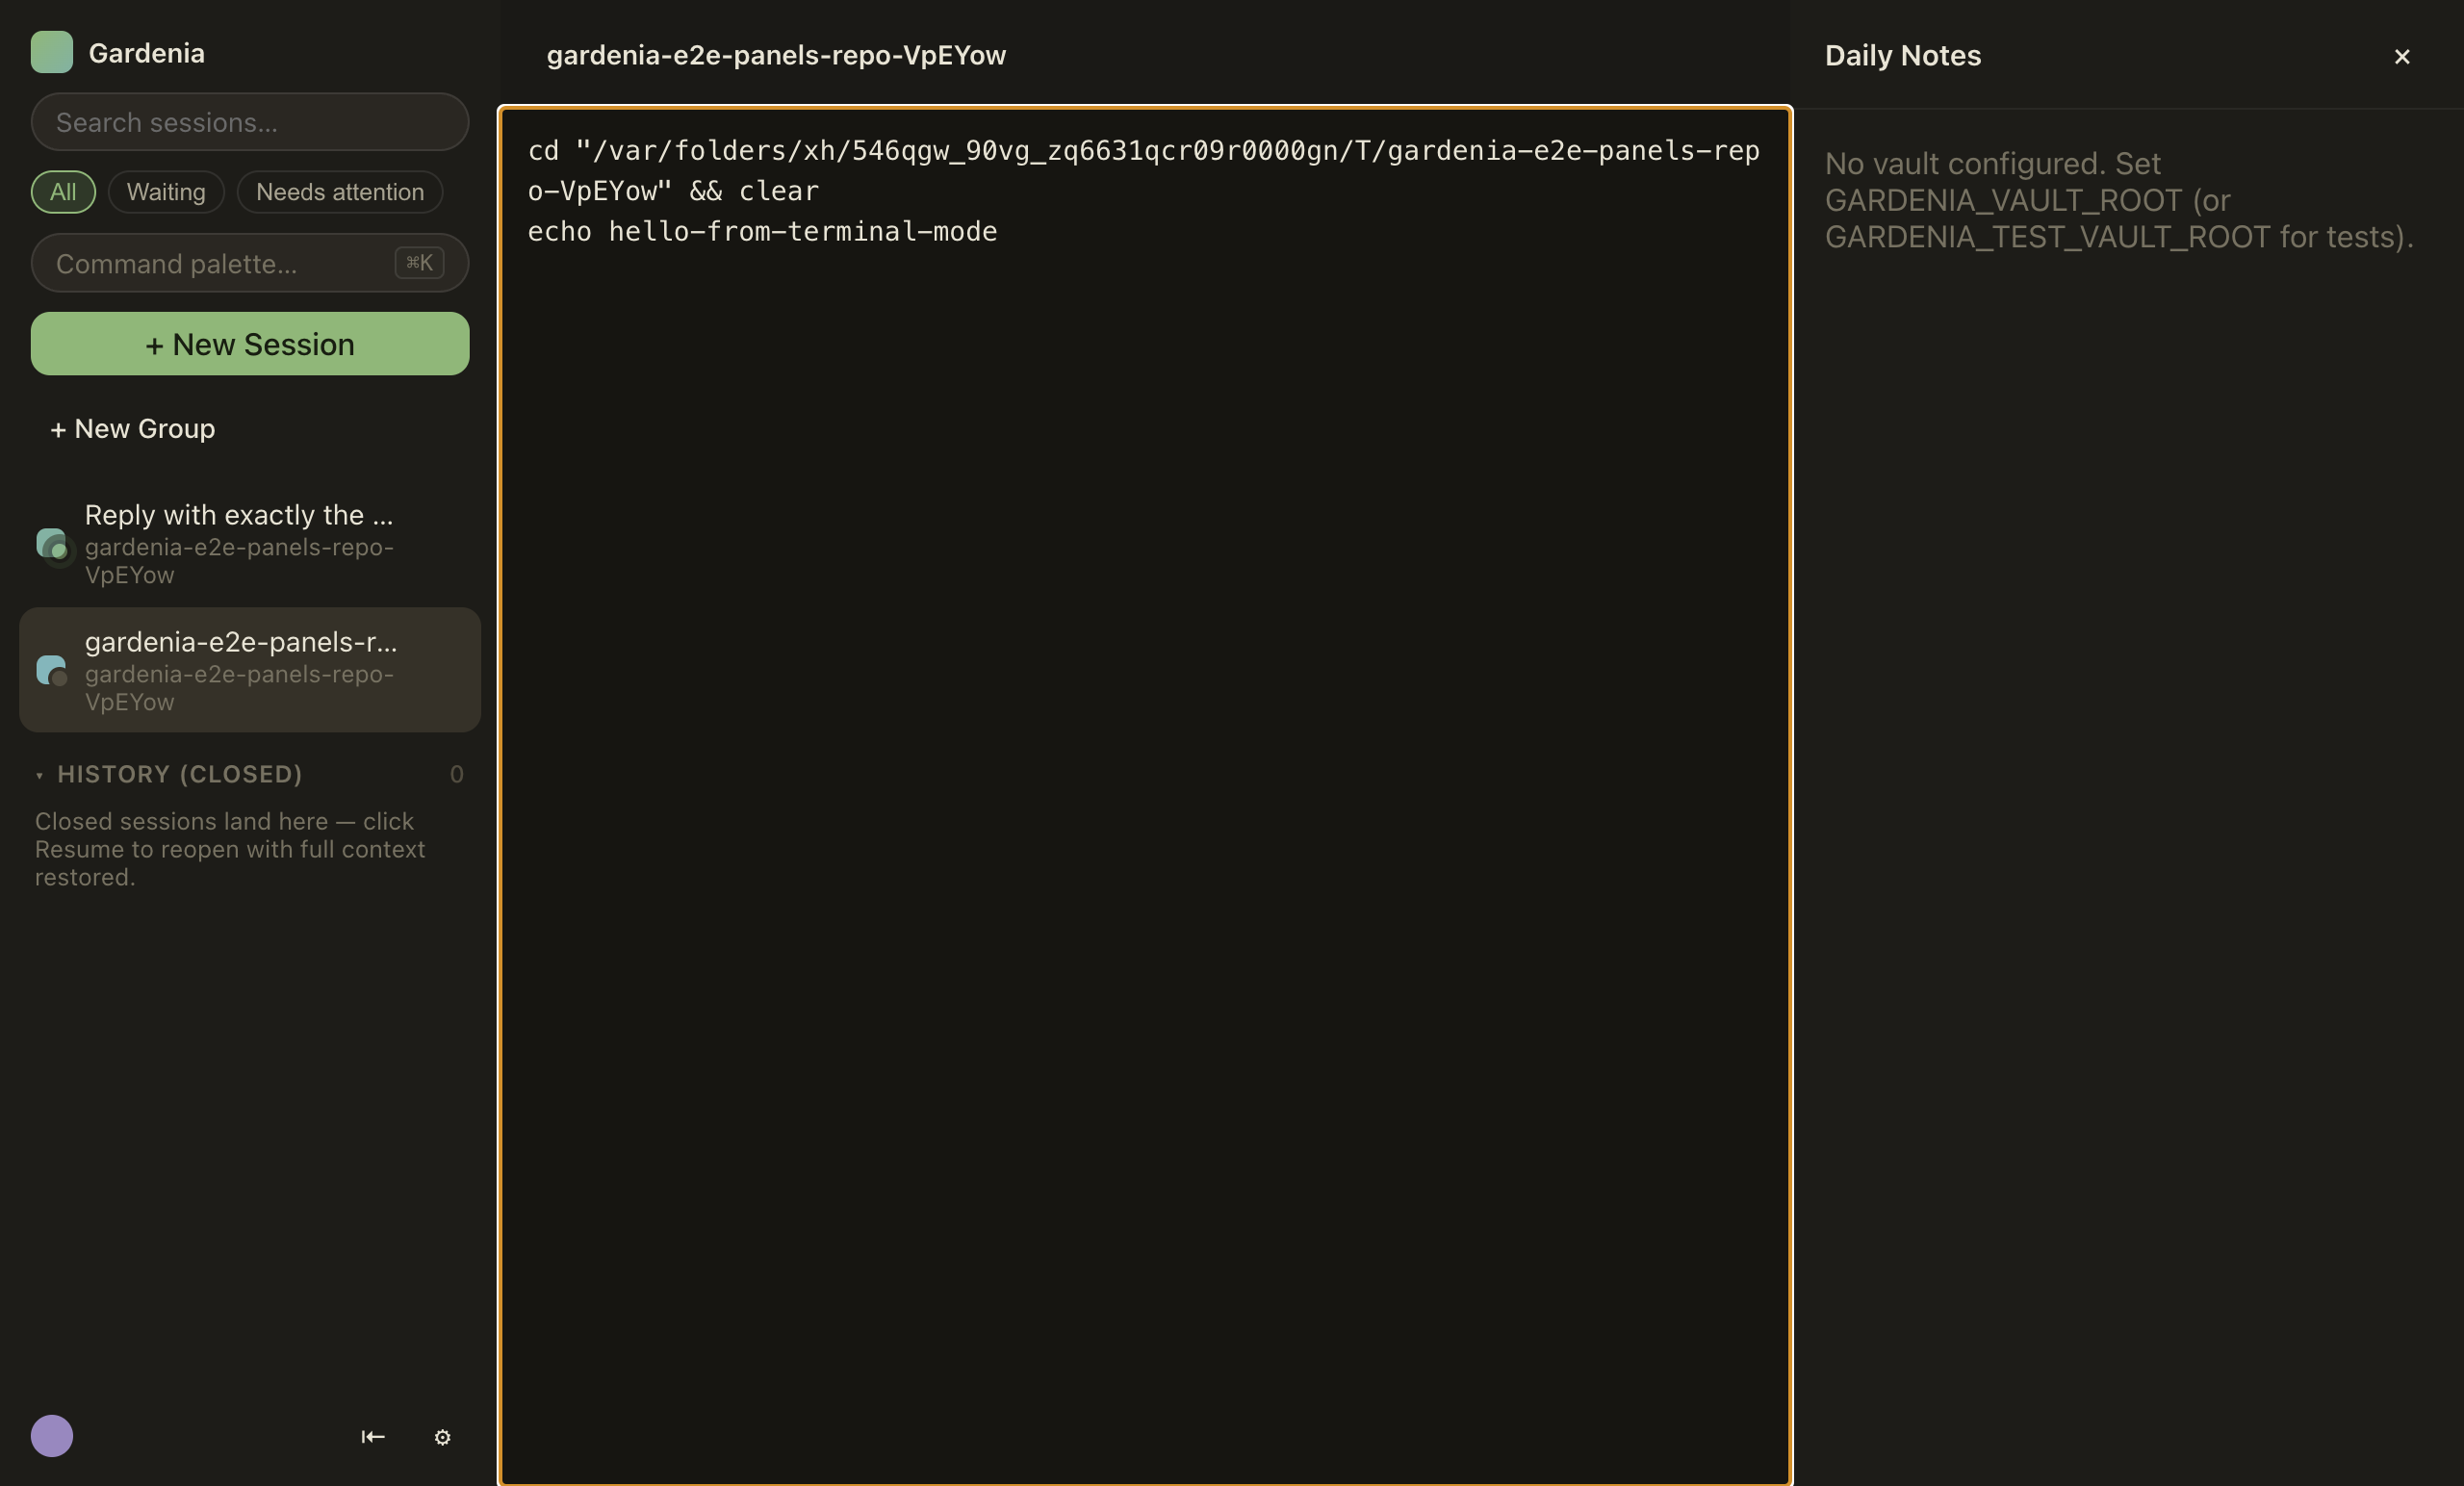 Gardenia
Search sessions...
All
Waiting
Needs attention
Command palette...
⌘K
+ New Session
+ New Group
Reply with exactly the ...
gardenia-e2e-panels-repo-
VpEYow
gardenia-e2e-panels-r...
gardenia-e2e-panels-repo-
VpEYow
HISTORY (CLOSED)
0
Closed sessions land here — click
Resume to reopen with full context
restored.
gardenia-e2e-panels-repo-VpEYow
cd "/var/folders/xh/546qgw_90vg_zq6631qcr09r0000gn/T/gardenia-e2e-panels-rep
o-VpEYow" && clear
echo hello-from-terminal-mode
Daily Notes
No vault configured. Set
GARDENIA_VAULT_ROOT (or
GARDENIA_TEST_VAULT_ROOT for tests).